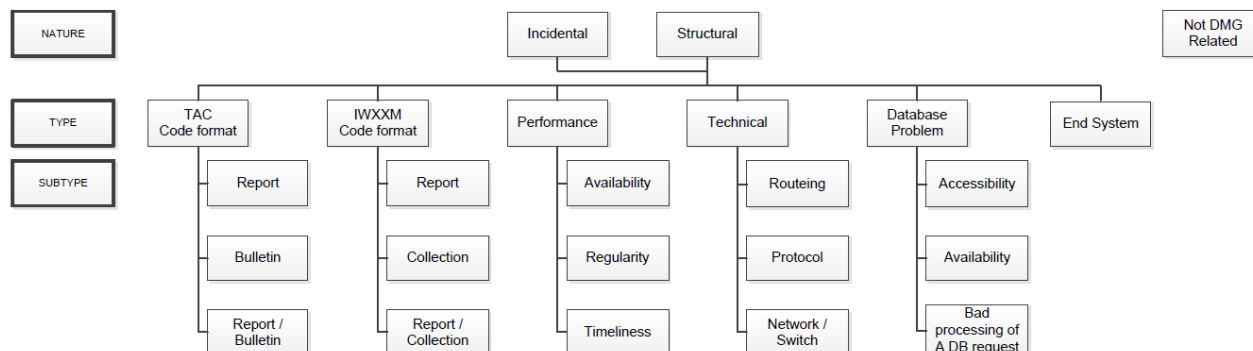 NATURE
Incidental
Structural
Not DMG
Related
TYPE
TAC
Code format
IWXXM
Code format
Performance
Technical
Database
Problem
End System
SUBTYPE
Report
Report
Availability
Routeing
Accessibility
Bulletin
Collection
Regularity
Protocol
Availability
Report /
Bulletin
Report /
Collection
Timeliness
Network /
Switch
Bad
processing of
A DB request